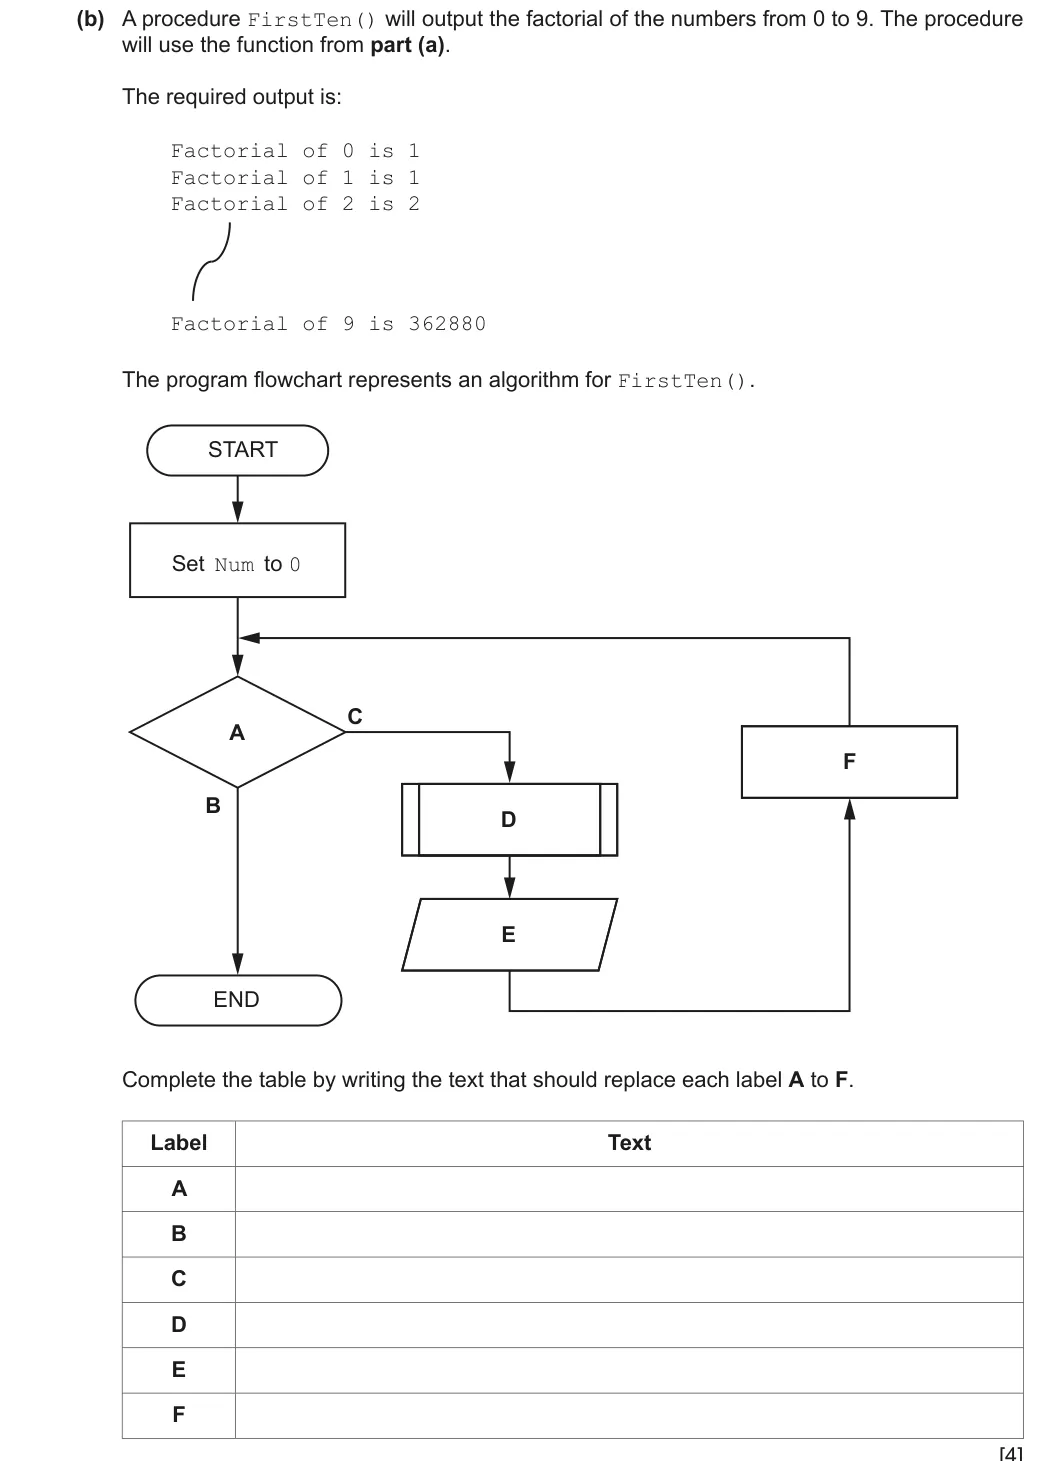 (b) A procedure FirstTen() will output the factorial of the numbers from 0 to 9. The procedure
will use the function from part (a).
The required output is:
Factorial of 0 is 1
Factorial of 1 is 1
Factorial of 2 is 2
Factorial of 9 is 362880
The program flowchart represents an algorithm for FirstTen().
START
Set Num to 0
A
C
B
D
E
F
END
Complete the table by writing the text that should replace each label A to F.
Label Text
A
B
C
D
E
F
[4]